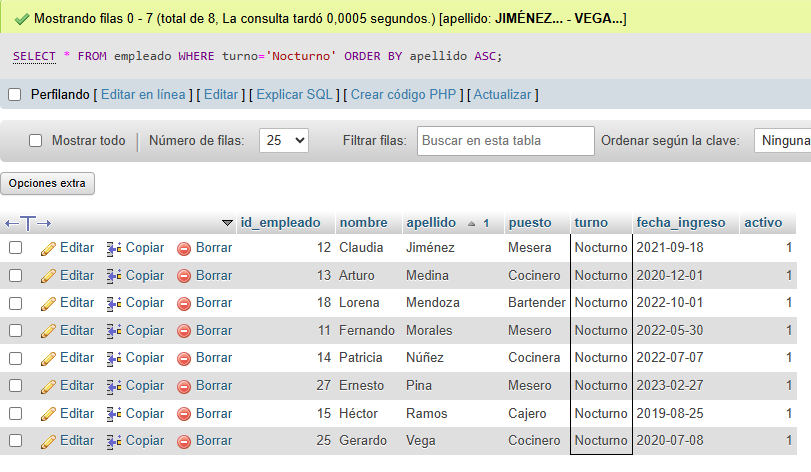 Mostrando filas 0 - 7 (total de 8, La consulta tardó 0,0005 segundos.) [apellido: JIMÉNEZ... - VEGA...]
SELECT * FROM empleado WHERE turno='Nocturno' ORDER BY apellido ASC;
Perfilando [ Editar en línea ] [ Editar ] [ Explicar SQL ] [ Crear código PHP ] [ Actualizar ]
Mostrar todo Número de filas: 25 Filtrar filas: Buscar en esta tabla Ordenar según la clave: Ninguna
Opciones extra
id_empleado nombre apellido 1 puesto turno fecha_ingreso activo
Editar Copiar Borrar 12 Claudia Jiménez Mesera Nocturno 2021-09-18 1
Editar Copiar Borrar 13 Arturo Medina Cocinero Nocturno 2020-12-01 1
Editar Copiar Borrar 18 Lorena Mendoza Bartender Nocturno 2022-10-01 1
Editar Copiar Borrar 11 Fernando Morales Mesero Nocturno 2022-05-30 1
Editar Copiar Borrar 14 Patricia Núñez Cocinera Nocturno 2022-07-07 1
Editar Copiar Borrar 27 Ernesto Pina Mesero Nocturno 2023-02-27 1
Editar Copiar Borrar 15 Héctor Ramos Cajero Nocturno 2019-08-25 1
Editar Copiar Borrar 25 Gerardo Vega Cocinero Nocturno 2020-07-08 1